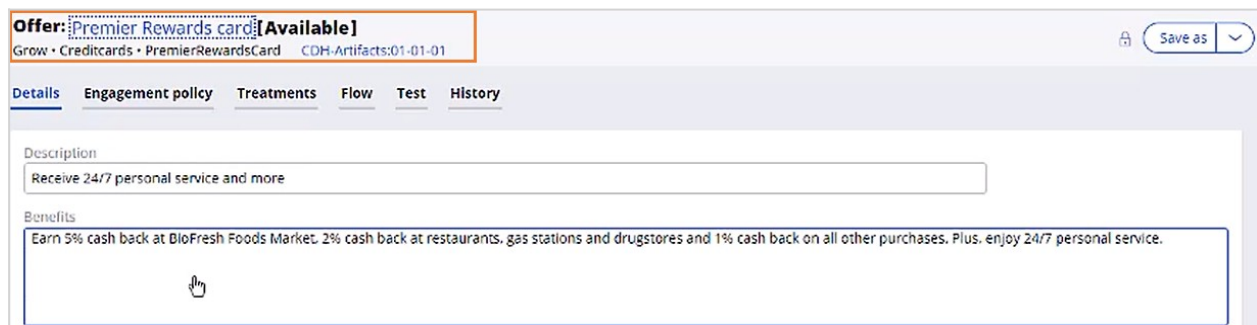 Offer: Premier Rewards card [Available]
Grow • Creditcards • PremierRewardsCard CDH-Artifacts:01-01-01
Save as
Details Engagement policy Treatments Flow Test History
Description
Receive 24/7 personal service and more
Benefits
Earn 5% cash back at BioFresh Foods Market. 2% cash back at restaurants, gas stations and drugstores and 1% cash back on all other purchases. Plus, enjoy 24/7 personal service.